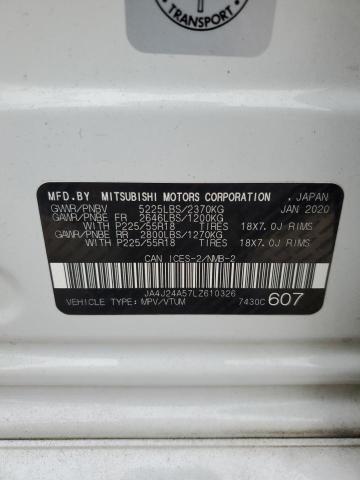 TRANSPORT
MFD.BY MITSUBISHI MOTORS CORPORATION , JAPAN
GVWR/PNBV 5225LBS/2370KG JAN 2020
GAWR/PNBE FR 2646LBS/1200KG
WITH P225/55R18 TIRES 18X7.0J RIMS
GAWR/PNBE RR 2800LBS/1270KG
WITH P225/55R18 TIRES 18X7.0J RIMS
CAN ICES-2/NMB-2
JA4J24A57LZ610326
VEHICLE TYPE:MPV/VTUM 7430C 607